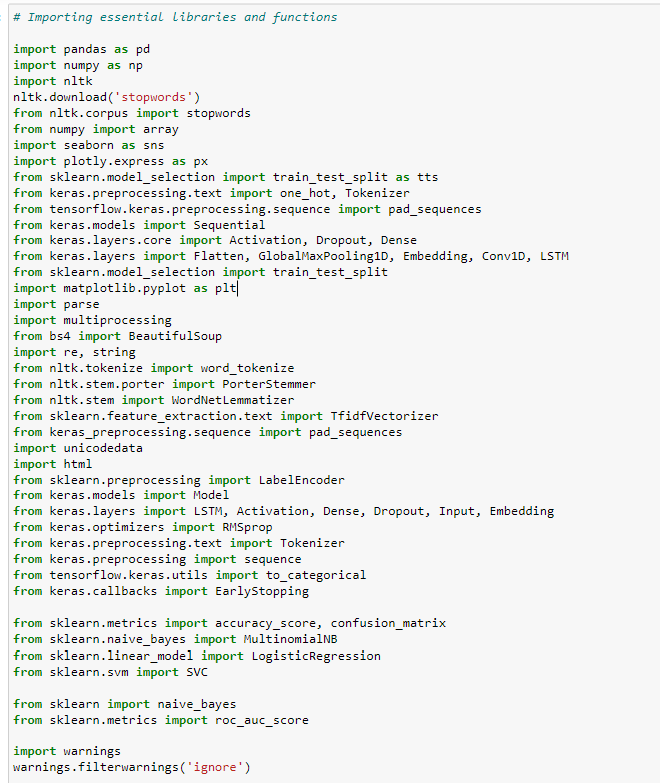 # Importing essential libraries and functions
import pandas as pd
import numpy as np
import nltk
nltk.download('stopwords')
from nltk.corpus import stopwords
from numpy import array
import seaborn as sns
import plotly.express as px
from sklearn.model_selection import train_test_split as tts
from keras.preprocessing.text import one_hot, Tokenizer
from tensorflow.keras.preprocessing.sequence import pad_sequences
from keras.models import Sequential
from keras.layers.core import Activation, Dropout, Dense
from keras.layers import Flatten, GlobalMaxPooling1D, Embedding, Conv1D, LSTM
from sklearn.model_selection import train_test_split
import matplotlib.pyplot as plt
import parse
import multiprocessing
from bs4 import BeautifulSoup
import re, string
from nltk.tokenize import word_tokenize
from nltk.stem.porter import PorterStemmer
from nltk.stem import WordNetLemmatizer
from sklearn.feature_extraction.text import TfidfVectorizer
from keras_preprocessing.sequence import pad_sequences
import unicodedata
import html
from sklearn.preprocessing import LabelEncoder
from keras.models import Model
from keras.layers import LSTM, Activation, Dense, Dropout, Input, Embedding
from keras.optimizers import RMSprop
from keras.preprocessing.text import Tokenizer
from keras.preprocessing import sequence
from tensorflow.keras.utils import to_categorical
from keras.callbacks import EarlyStopping
from sklearn.metrics import accuracy_score, confusion_matrix
from sklearn.naive_bayes import MultinomialNB
from sklearn.linear_model import LogisticRegression
from sklearn.svm import SVC
from sklearn import naive_bayes
from sklearn.metrics import roc_auc_score
import warnings
warnings.filterwarnings('ignore')